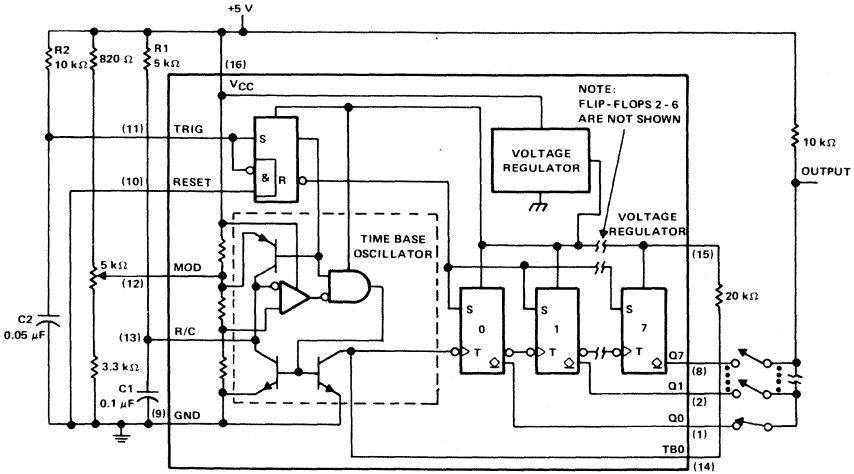 +5 V
R2
10 kΩ
820 Ω
R1
5 kΩ
(16)
VCC
NOTE:
FLIP-FLOPS 2 - 6
ARE NOT SHOWN
(11)
TRIG
S
&
R
(10)
RESET
VOLTAGE
REGULATOR
10 kΩ
OUTPUT
VOLTAGE
REGULATOR
(15)
TIME BASE
OSCILLATOR
5 kΩ
MOD
(12)
20 kΩ
C2
0.05 μF
(13)
R/C
S
0
T
S
1
T
S
7
T
3.3 kΩ
C1
0.1 μF
(9)
GND
Q7
(8)
Q1
(2)
Q0
(1)
TB0
(14)